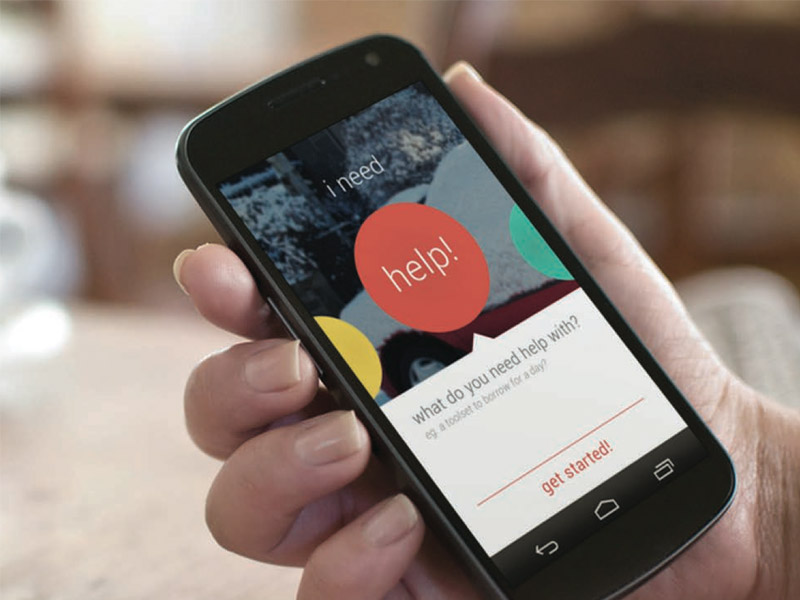 i need
help!
what do you need help with?
eg. a toolset to borrow for a day?
get started!